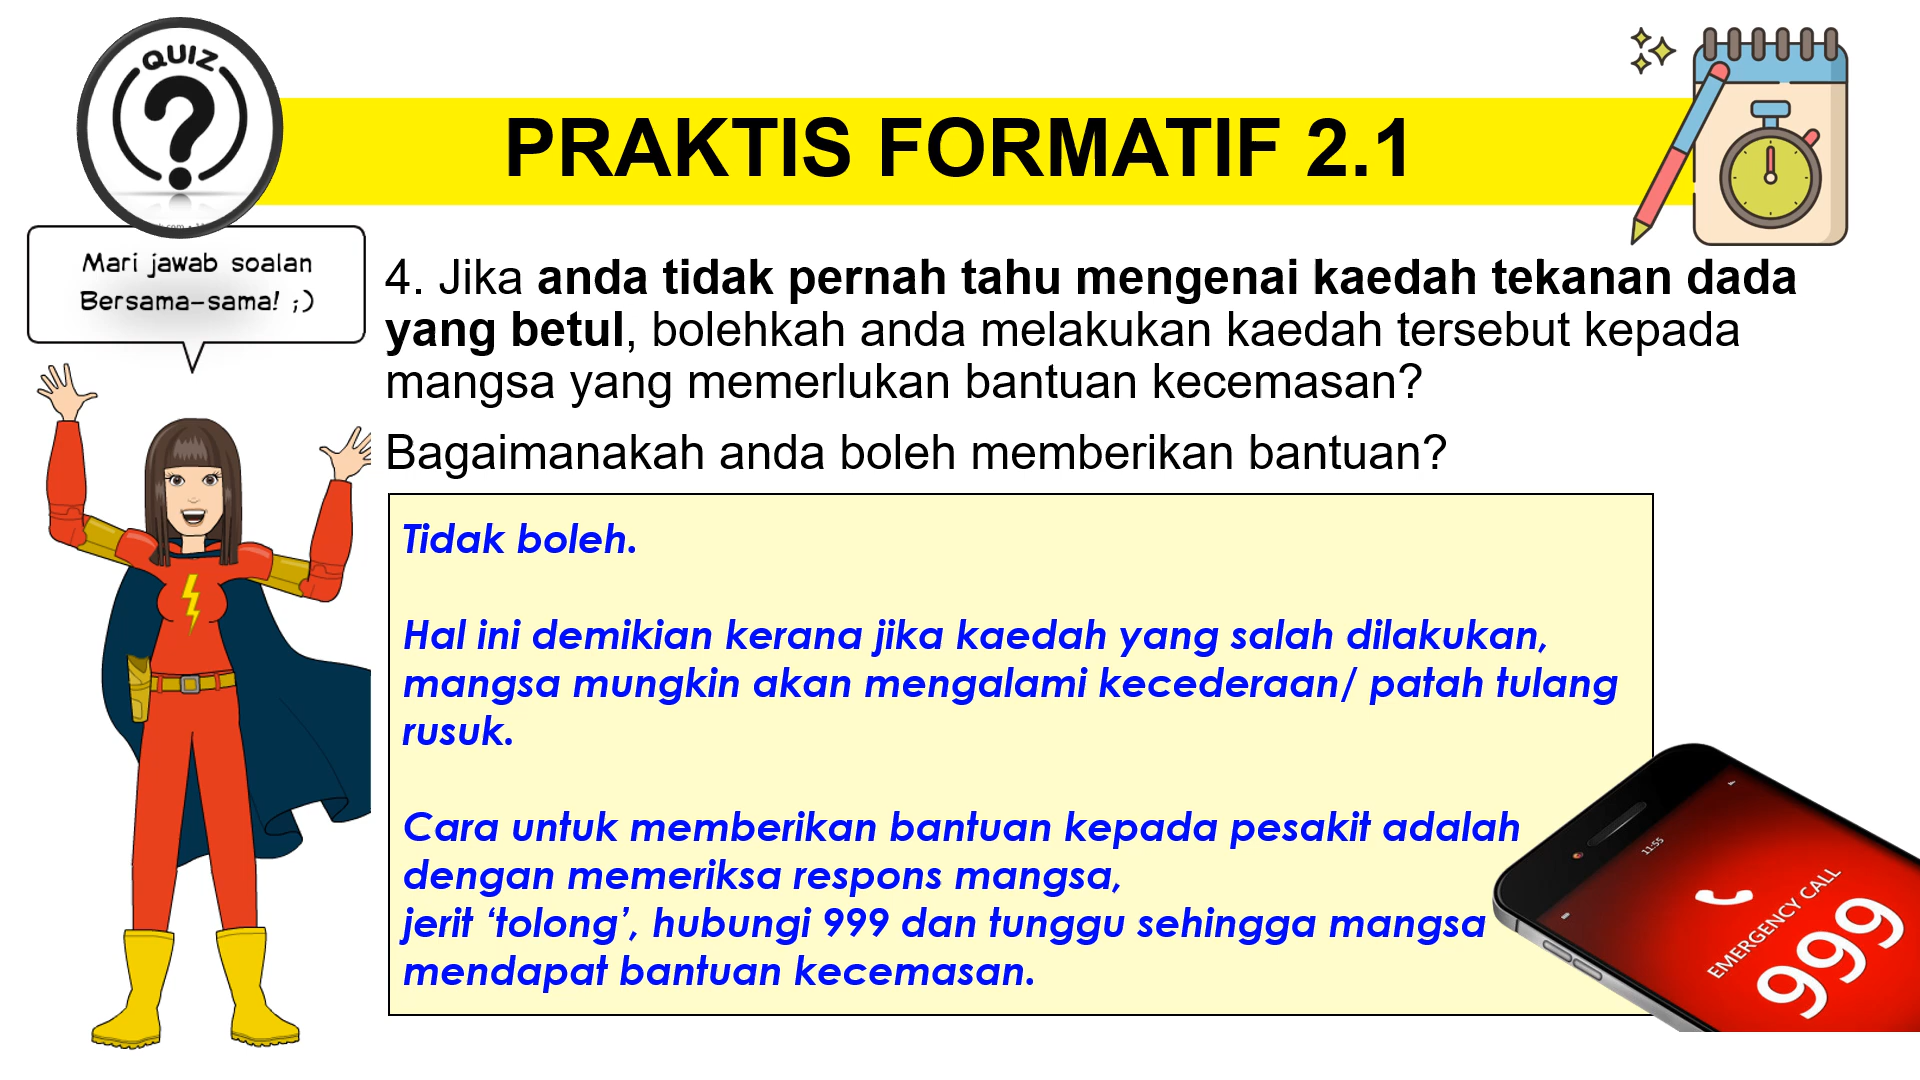 QUIZ
PRAKTIS FORMATIF 2.1
Mari jawab soalan
Bersama-sama! ;)
4. Jika anda tidak pernah tahu mengenai kaedah tekanan dada
yang betul, bolehkah anda melakukan kaedah tersebut kepada
mangsa yang memerlukan bantuan kecemasan?
Bagaimanakah anda boleh memberikan bantuan?
Tidak boleh.
Hal ini demikian kerana jika kaedah yang salah dilakukan,
mangsa mungkin akan mengalami kecederaan/ patah tulang
rusuk.
Cara untuk memberikan bantuan kepada pesakit adalah
dengan memeriksa respons mangsa,
jerit ‘tolong’, hubungi 999 dan tunggu sehingga mangsa
mendapat bantuan kecemasan.
11:55
EMERGENCY CALL
999